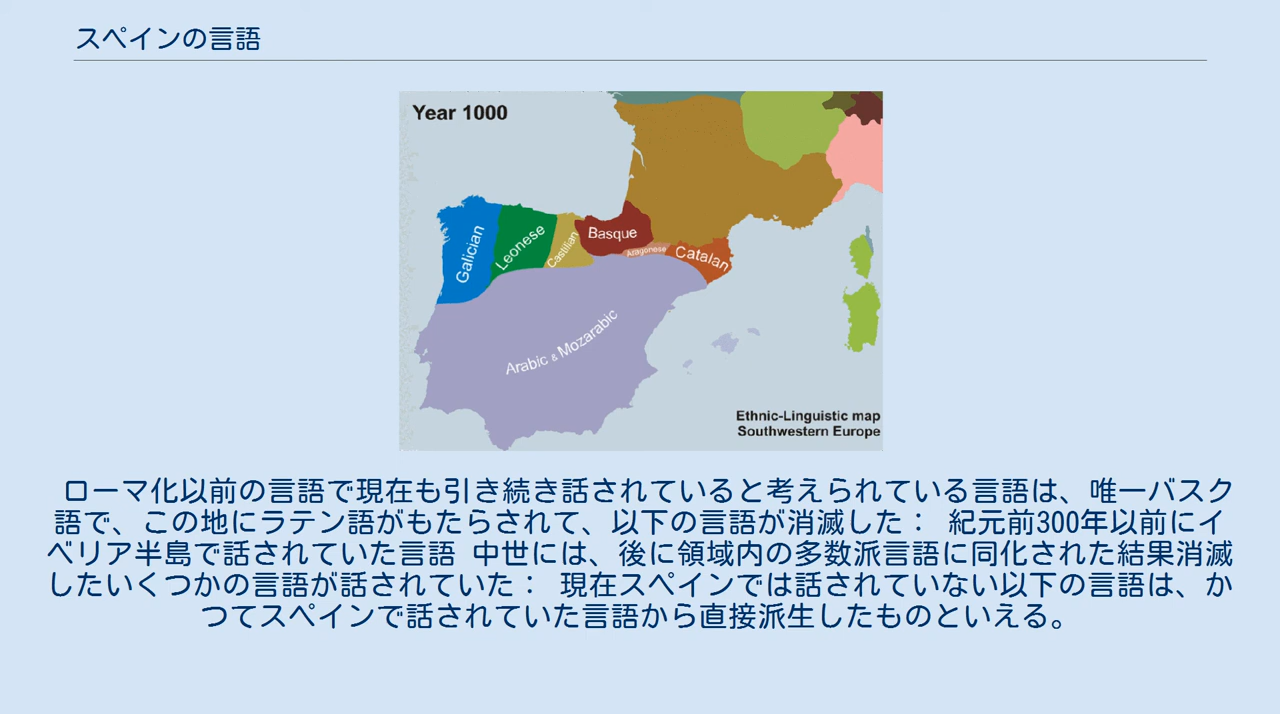 スペインの言語
Year 1000
Galician
Leonese
Castilian
Basque
Aragonese
Catalan
Arabic & Mozarabic
Ethnic-Linguistic map
Southwestern Europe
ローマ化以前の言語で現在も引き続き話されていると考えられている言語は、唯一バスク
語で、この地にラテン語がもたらされて、以下の言語が消滅した： 紀元前300年以前にイ
ベリア半島で話されていた言語 中世には、後に領域内の多数派言語に同化された結果消滅
したいくつかの言語が話されていた： 現在スペインでは話されていない以下の言語は、か
つてスペインで話されていた言語から直接派生したものといえる。